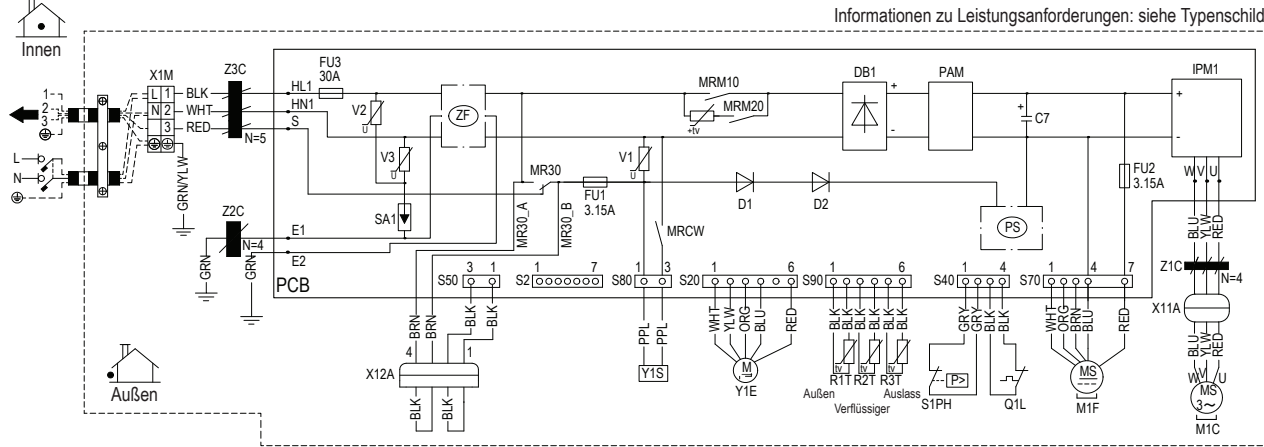 Informationen zu Leistungsanforderungen: siehe Typenschild
Innen
1
2
3
L
N
X1M
L 1
N 2
3
BLK
WHT
RED
GRN/YLW
Z3C
N=5
HL1
HN1
S
FU3
30A
V2
U
V3
U
SA1
ZF
Z2C
N=4
E1
E2
GRN
GRN
PCB
MR30
MR30_A
MR30_B
FU1
3.15A
V1
U
MRCW
MRM10
MRM20
+tv
D1
D2
DB1
+
-
PAM
+
C7
PS
FU2
3.15A
IPM1
+
-
W V U
BLU
YLW
RED
Z1C
N=4
X11A
BLU
YLW
RED
W V U
MS
3~
M1C
S50
3 1
BLK
BLK
S2
1 7
S80
1 3
PPL
PPL
Y1S
S20
1 6
WHT
YLW
ORG
BLU
RED
M
Y1E
S90
1 6
BLK
BLK
BLK
BLK
BLK
BLK
tv
tv
tv
R1T
R2T
R3T
Außen
Auslass
Verflüssiger
S40
1 4
GRY
GRY
BLK
BLK
P>
S1PH
Q1L
S70
1 4 7
WHT
ORG
BRN
BLU
RED
MS
M1F
BRN
BRN
4 1
X12A
BLK
BLK
Außen